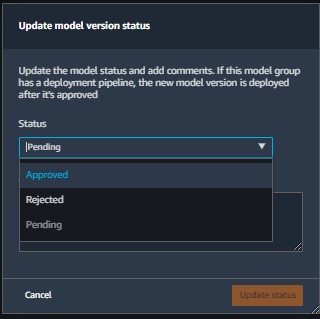 Update model version status
Update the model status and add comments. If this model group
has a deployment pipeline, the new model version is deployed
after it's approved
Status
Pending
Approved
Rejected
Pending
Cancel
Update status